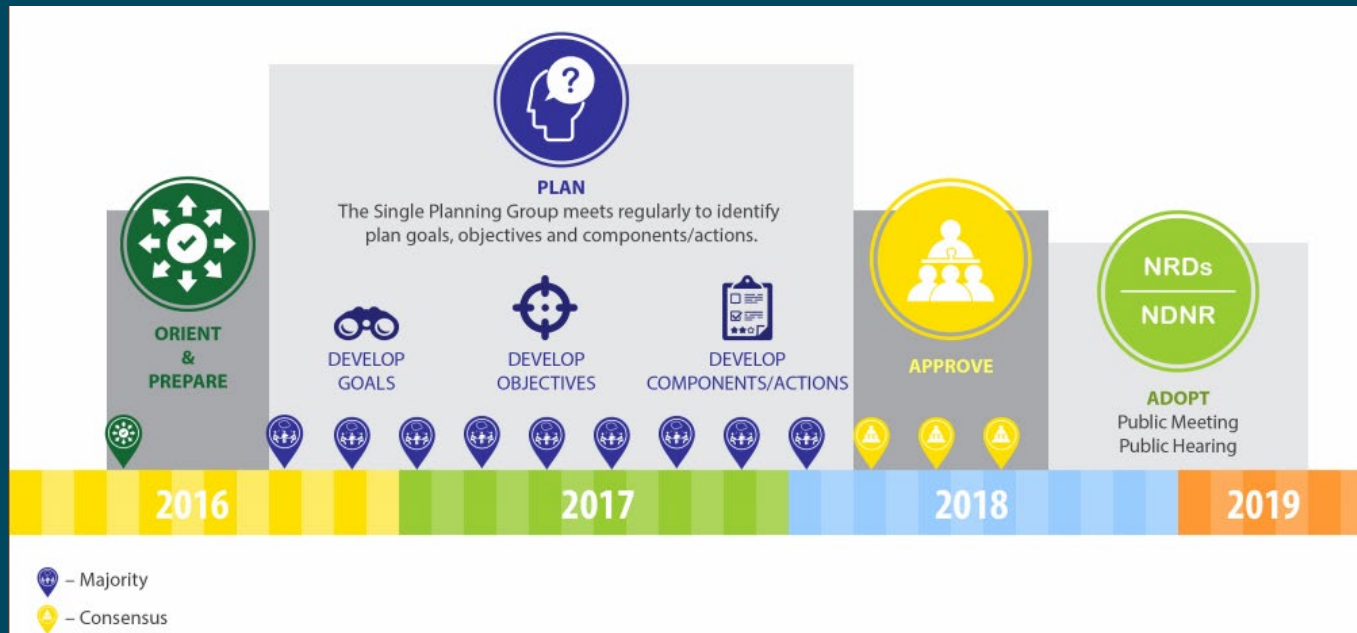 PLAN
The Single Planning Group meets regularly to identify
plan goals, objectives and components/actions.
ORIENT
&
PREPARE
DEVELOP
GOALS
DEVELOP
OBJECTIVES
DEVELOP
COMPONENTS/ACTIONS
APPROVE
NRDs
NDNR
ADOPT
Public Meeting
Public Hearing
2016
2017
2018
2019
– Majority
– Consensus